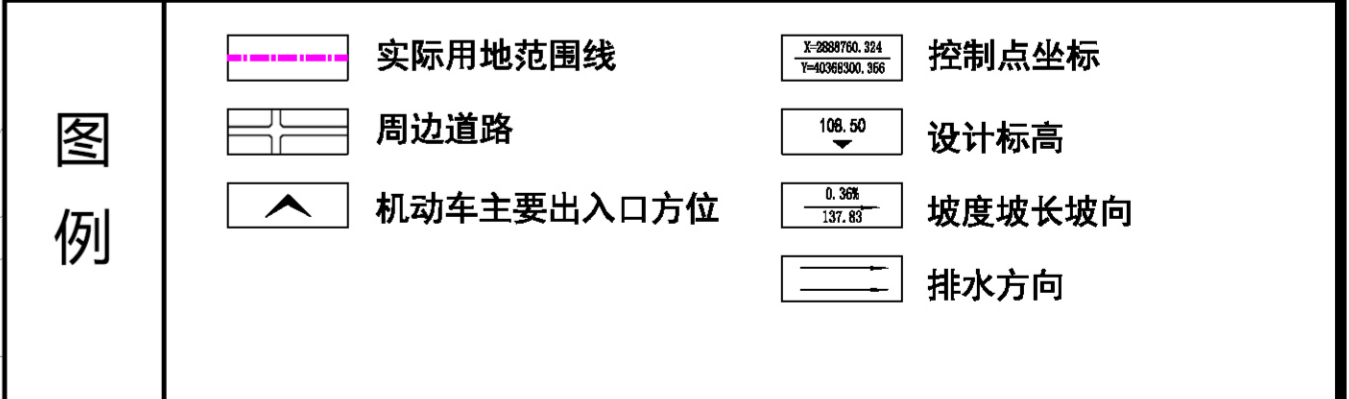 图例
实际用地范围线
周边道路
机动车主要出入口方位
X=2888760.324
Y=40368300.366
控制点坐标
108.50
设计标高
0.36%
137.83
坡度坡长坡向
排水方向